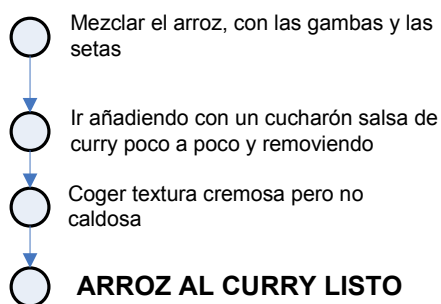 Mezclar el arroz, con las gambas y las
setas
Ir añadiendo con un cucharón salsa de
curry poco a poco y removiendo
Coger textura cremosa pero no
caldosa
ARROZ AL CURRY LISTO